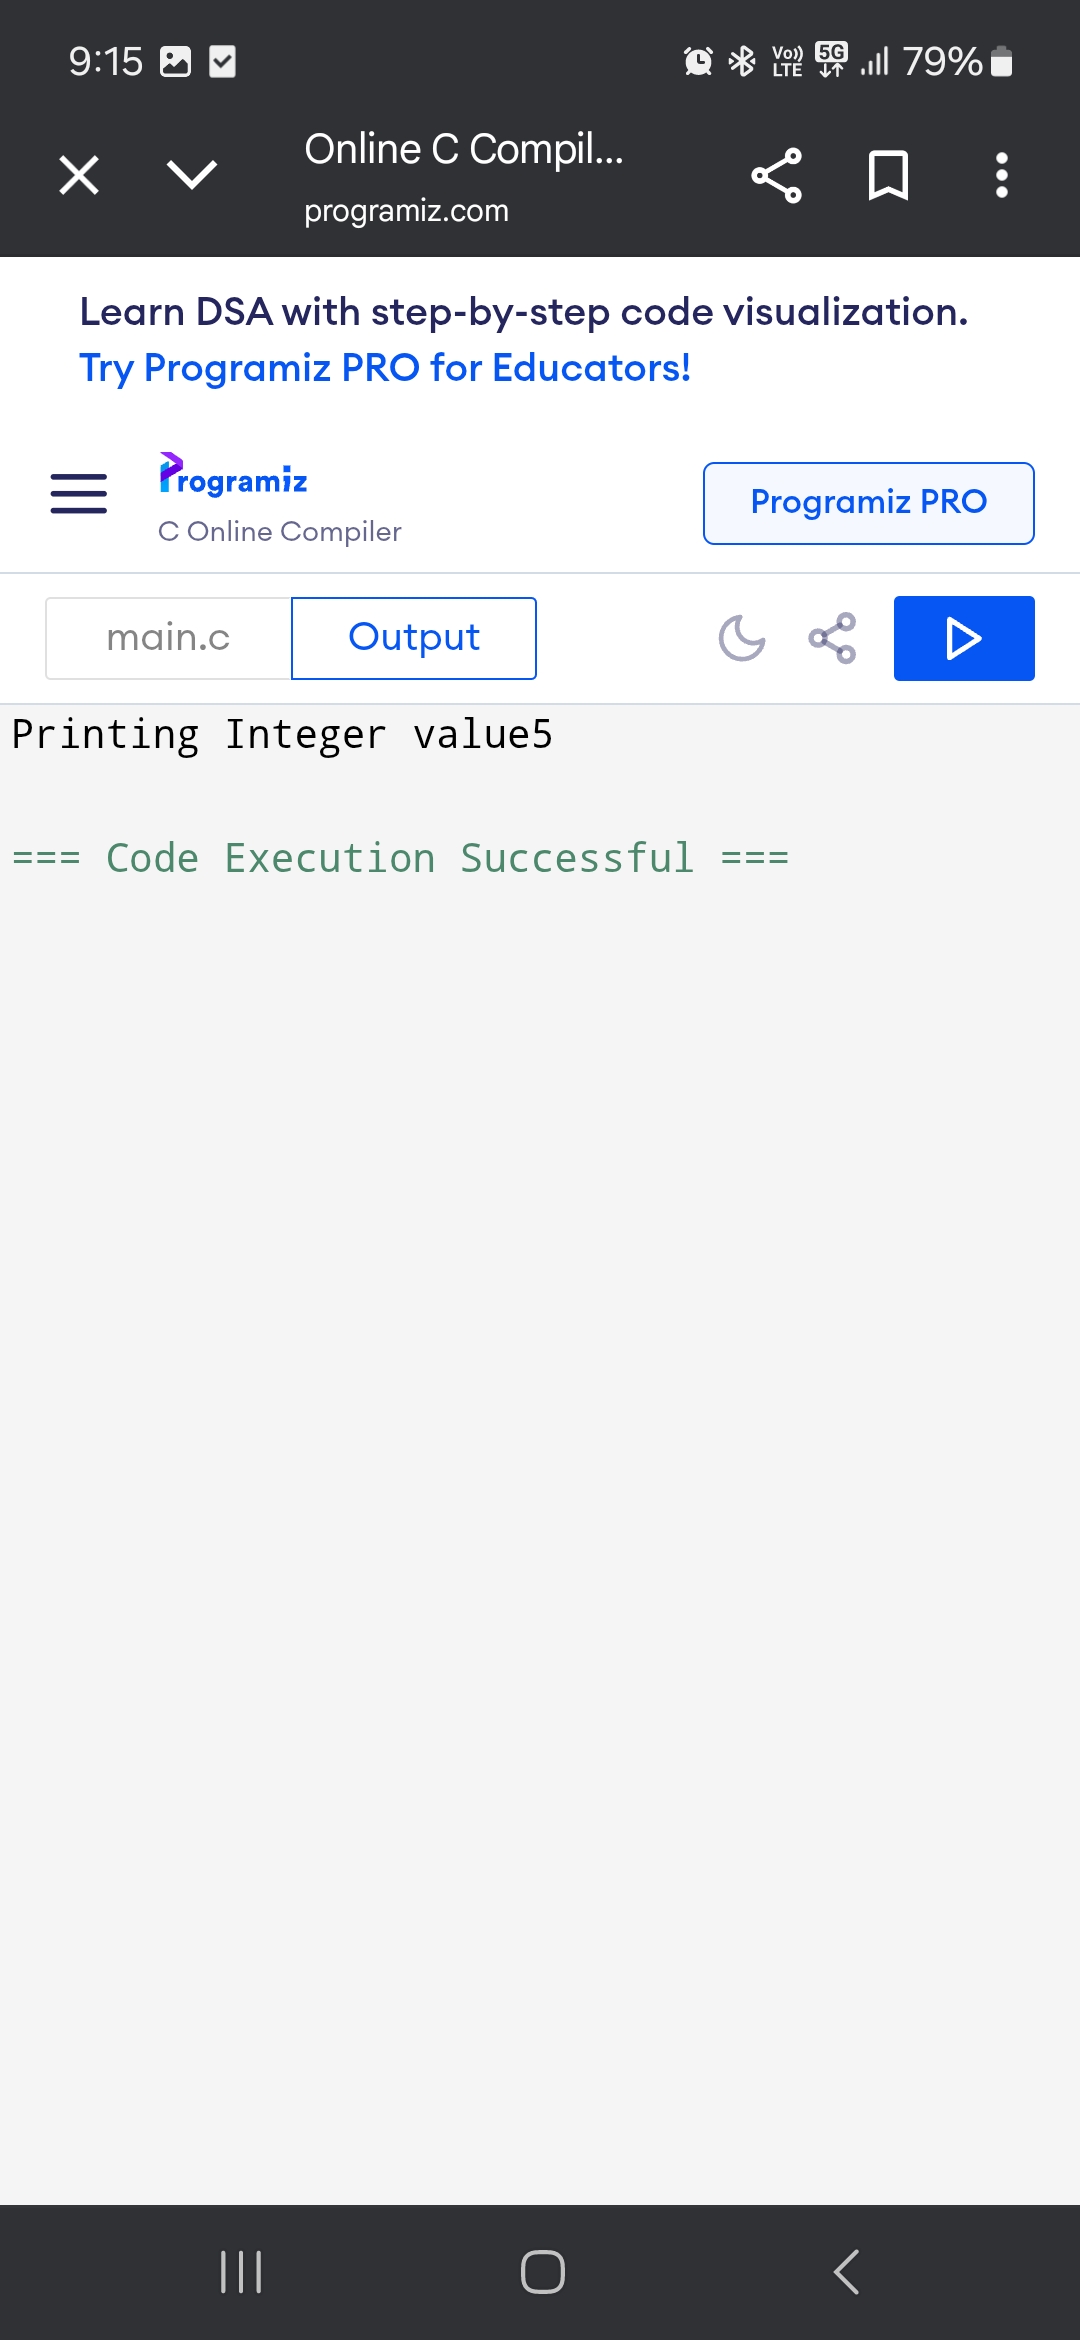 9:15 Vo)) LTE 5G 79%
Online C Compil...
programiz.com
Learn DSA with step-by-step code visualization.
Try Programiz PRO for Educators!
Programiz
C Online Compiler
Programiz PRO
main.c Output
Printing Integer value5
=== Code Execution Successful ===